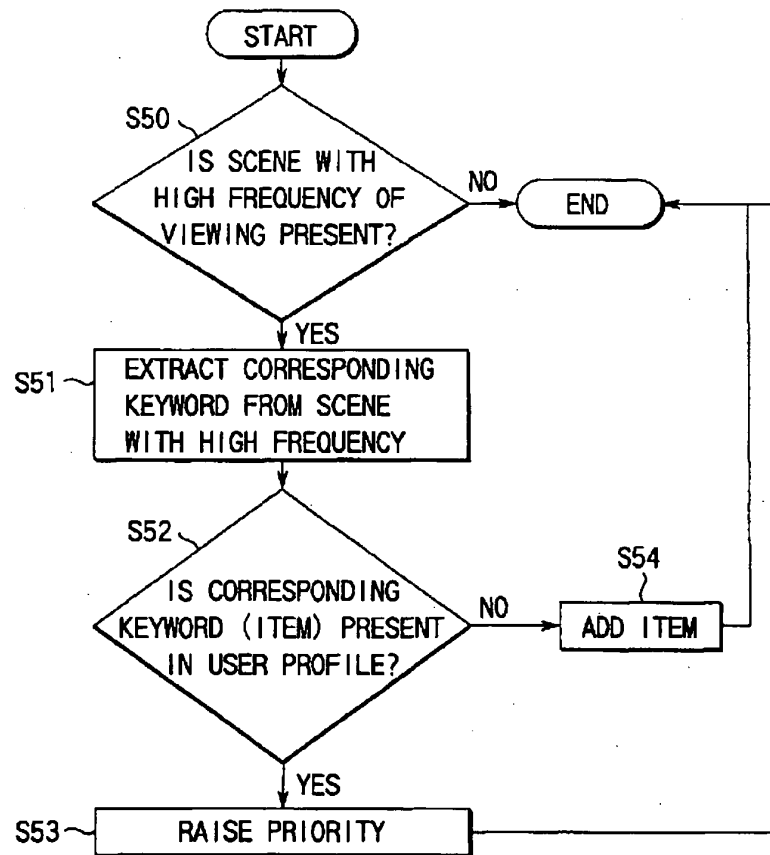 START
S50
IS SCENE WITH
HIGH FREQUENCY OF
VIEWING PRESENT?
NO
END
YES
S51
EXTRACT CORRESPONDING
KEYWORD FROM SCENE
WITH HIGH FREQUENCY
S52
IS CORRESPONDING
KEYWORD (ITEM) PRESENT
IN USER PROFILE?
NO
S54
ADD ITEM
YES
S53
RAISE PRIORITY